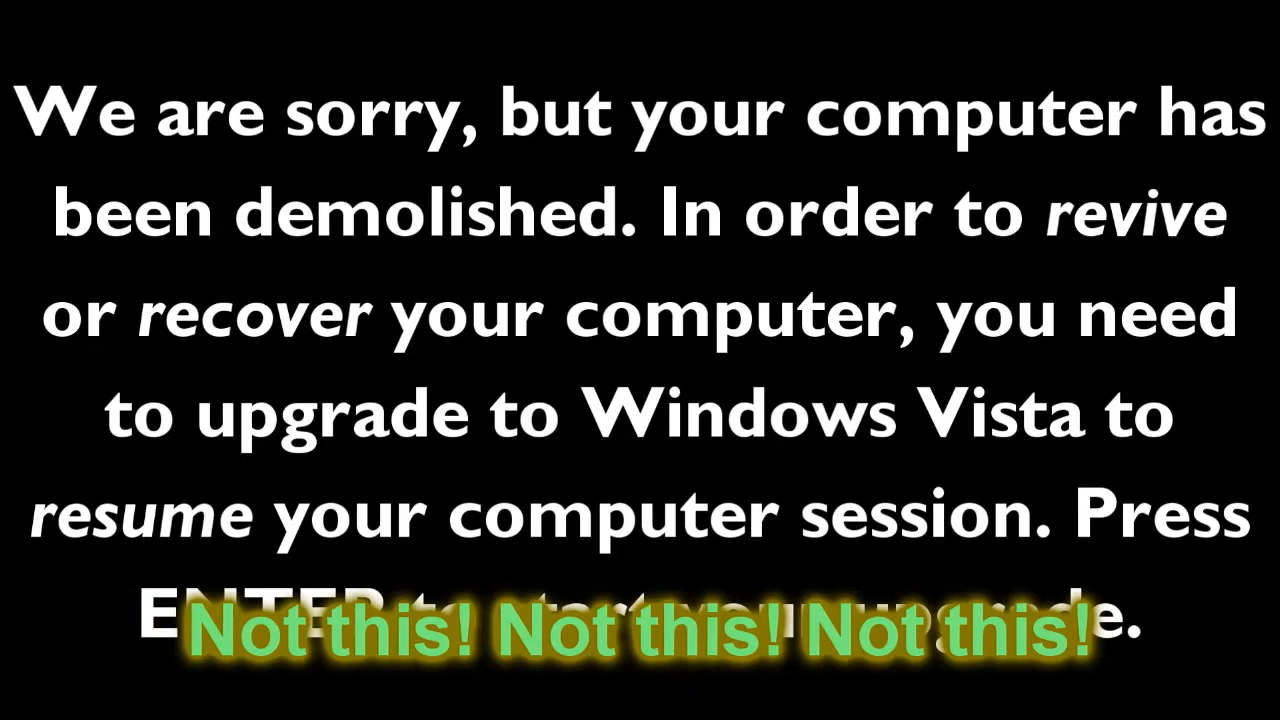 We are sorry, but your computer has
been demolished. In order to revive
or recover your computer, you need
to upgrade to Windows Vista to
resume your computer session. Press
ENTER to start your upgrade.
Not this! Not this! Not this!